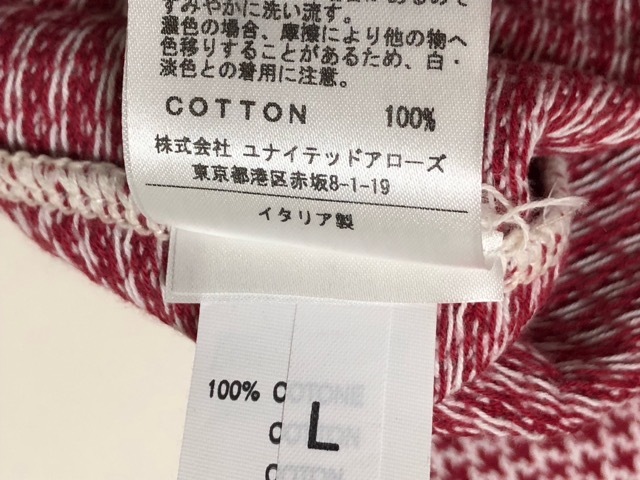 すみやかに洗い流す。
濃色の場合、摩擦により他の物へ
色移りすることがあるため、白・
淡色との着用に注意。
COTTON 100%
株式会社 ユナイテッドアローズ
東京都港区赤坂8-1-19
イタリア製
100% COTONE
COTTON
COTON
L